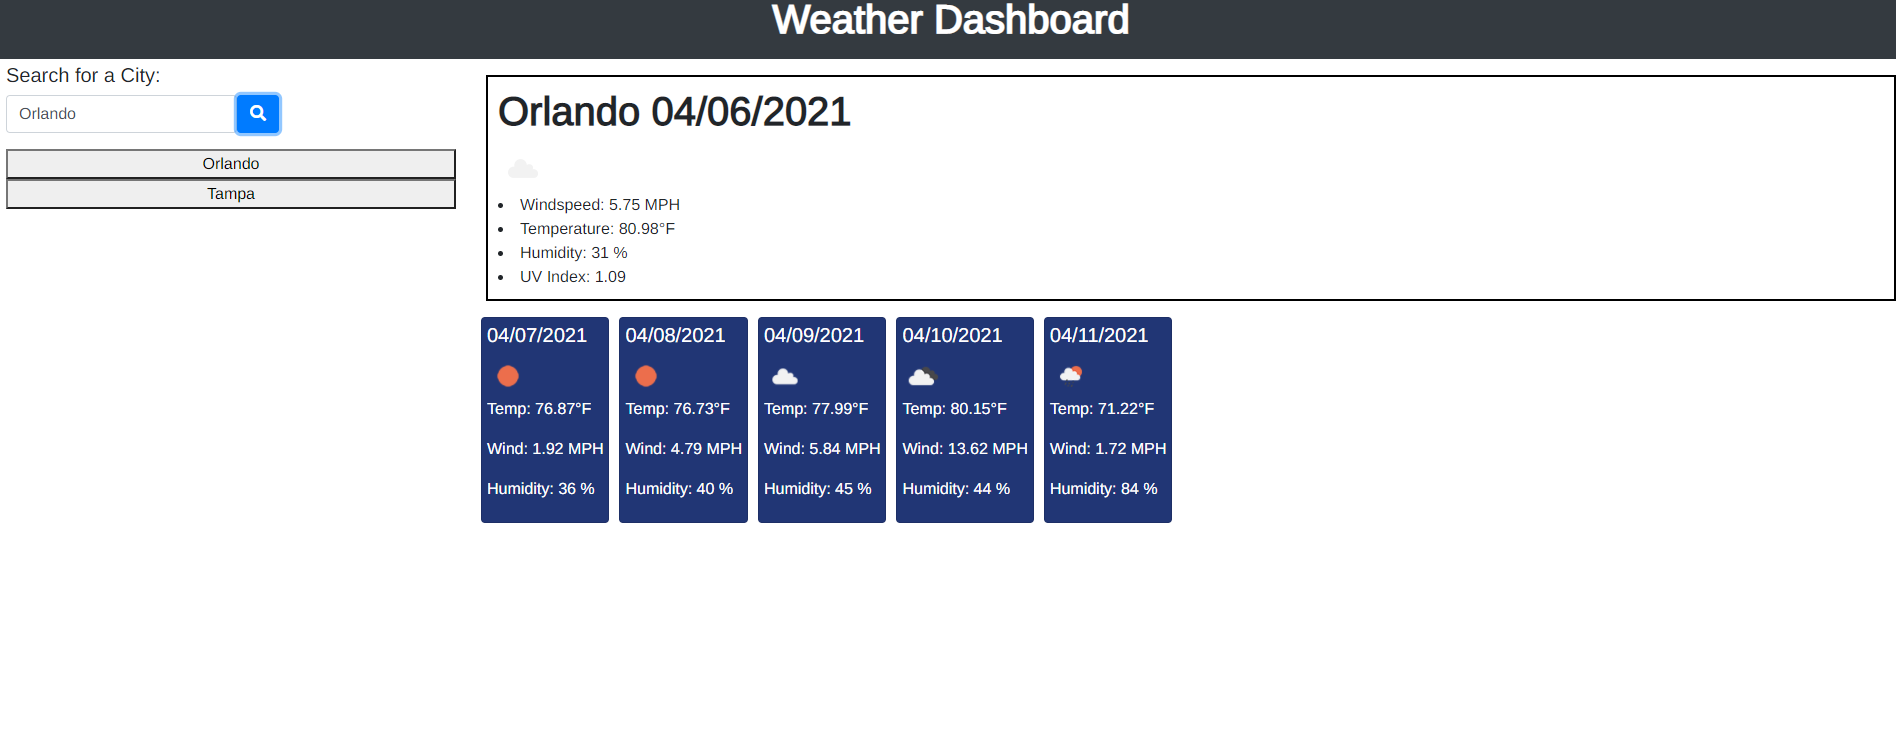 Weather Dashboard
Search for a City:
Orlando
Orlando
Tampa
Orlando 04/06/2021
Windspeed: 5.75 MPH
Temperature: 80.98°F
Humidity: 31 %
UV Index: 1.09
04/07/2021
Temp: 76.87°F
Wind: 1.92 MPH
Humidity: 36 %
04/08/2021
Temp: 76.73°F
Wind: 4.79 MPH
Humidity: 40 %
04/09/2021
Temp: 77.99°F
Wind: 5.84 MPH
Humidity: 45 %
04/10/2021
Temp: 80.15°F
Wind: 13.62 MPH
Humidity: 44 %
04/11/2021
Temp: 71.22°F
Wind: 1.72 MPH
Humidity: 84 %